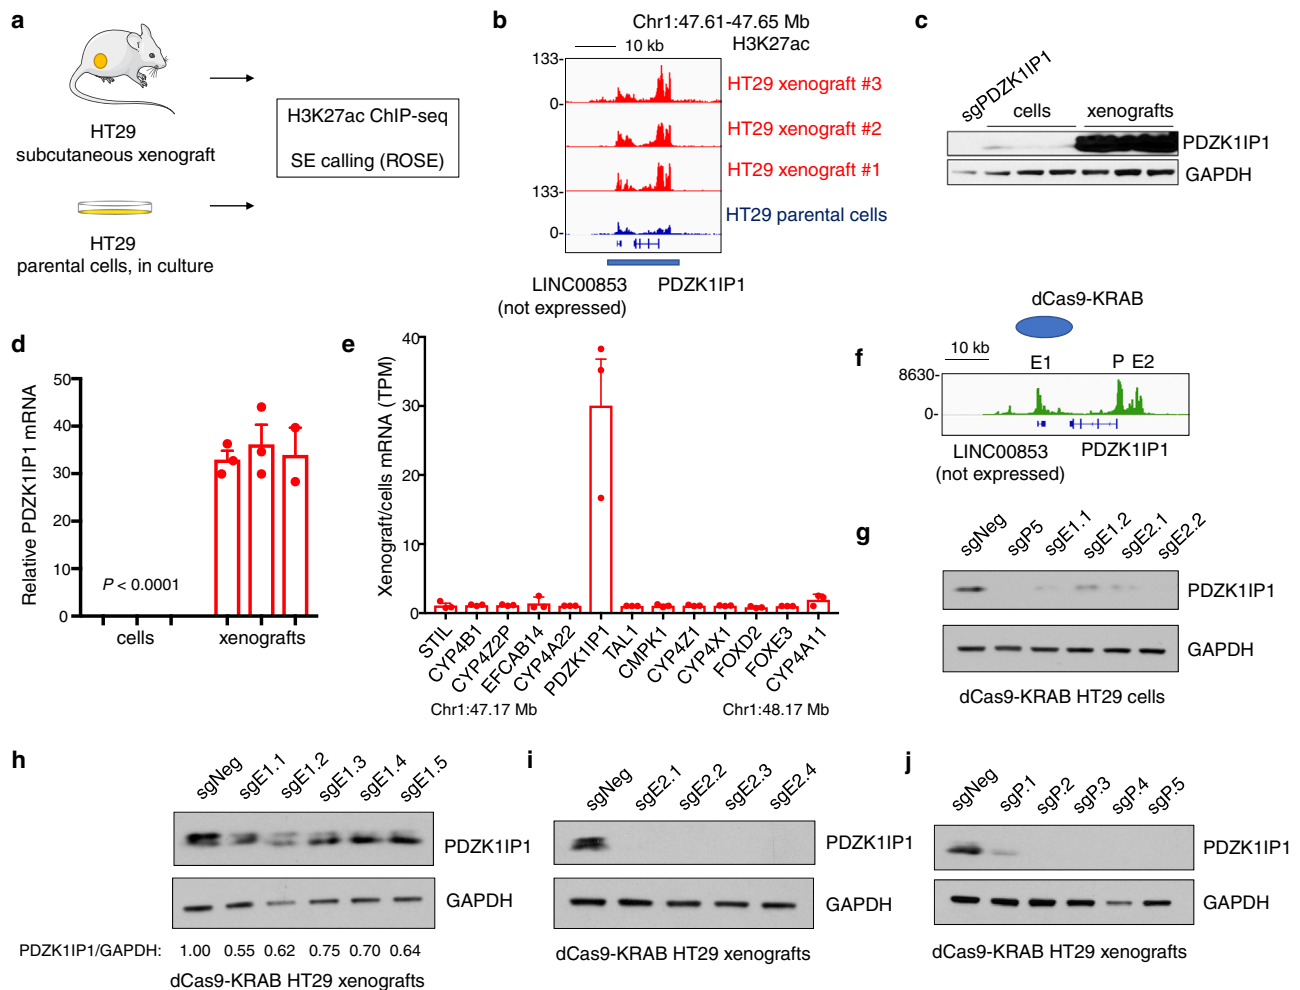 a
HT29
subcutaneous xenograft
HT29
parental cells, in culture
H3K27ac ChIP-seq
SE calling (ROSE)
b
Chr1:47.61-47.65 Mb
10 kb
H3K27ac
133-
0-
133-
0-
HT29 xenograft #3
HT29 xenograft #2
HT29 xenograft #1
HT29 parental cells
LINC00853
(not expressed)
PDZK1IP1
c
sgPDZK1IP1
cells
xenografts
PDZK1IP1
GAPDH
d
Relative PDZK1IP1 mRNA
50
40
30
20
10
0
P < 0.0001
cells
xenografts
e
Xenograft/cells mRNA (TPM)
40
30
20
10
0
STIL
CYP4B1
CYP4Z2P
EFCAB14
CYP4A22
PDZK1IP1
TAL1
CMPK1
CYP4Z1
CYP4X1
FOXD2
FOXE3
CYP4A11
Chr1:47.17 Mb
Chr1:48.17 Mb
f
dCas9-KRAB
10 kb
E1
P E2
8630-
0-
LINC00853
(not expressed)
PDZK1IP1
g
sgNeg
sgP5
sgE1.1
sgE1.2
sgE2.1
sgE2.2
PDZK1IP1
GAPDH
dCas9-KRAB HT29 cells
h
sgNeg
sgE1.1
sgE1.2
sgE1.3
sgE1.4
sgE1.5
PDZK1IP1
GAPDH
PDZK1IP1/GAPDH: 1.00 0.55 0.62 0.75 0.70 0.64
dCas9-KRAB HT29 xenografts
i
sgNeg
sgE2.1
sgE2.2
sgE2.3
sgE2.4
PDZK1IP1
GAPDH
dCas9-KRAB HT29 xenografts
j
sgNeg
sgP.1
sgP.2
sgP.3
sgP.4
sgP.5
PDZK1IP1
GAPDH
dCas9-KRAB HT29 xenografts